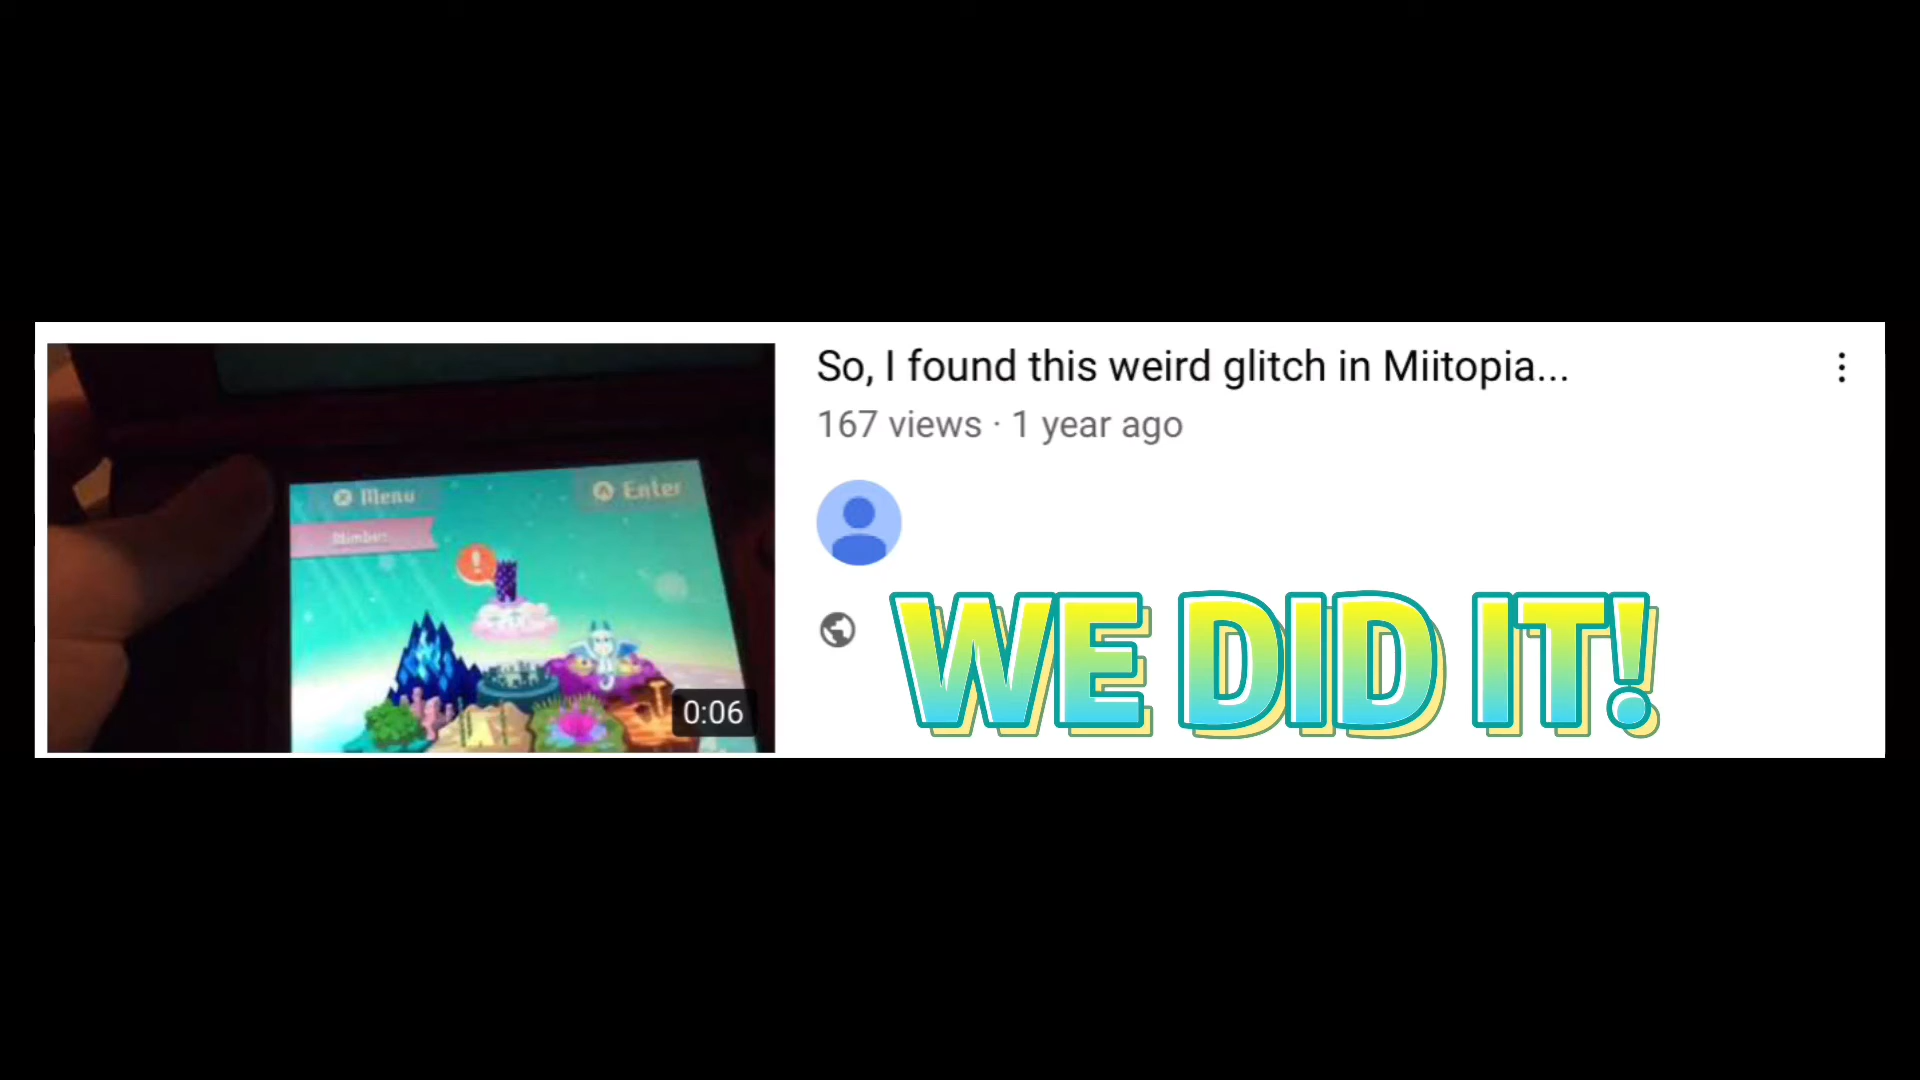 So, I found this weird glitch in Miitopia...
167 views · 1 year ago
Menu
Enter
0:06
WE DID IT!